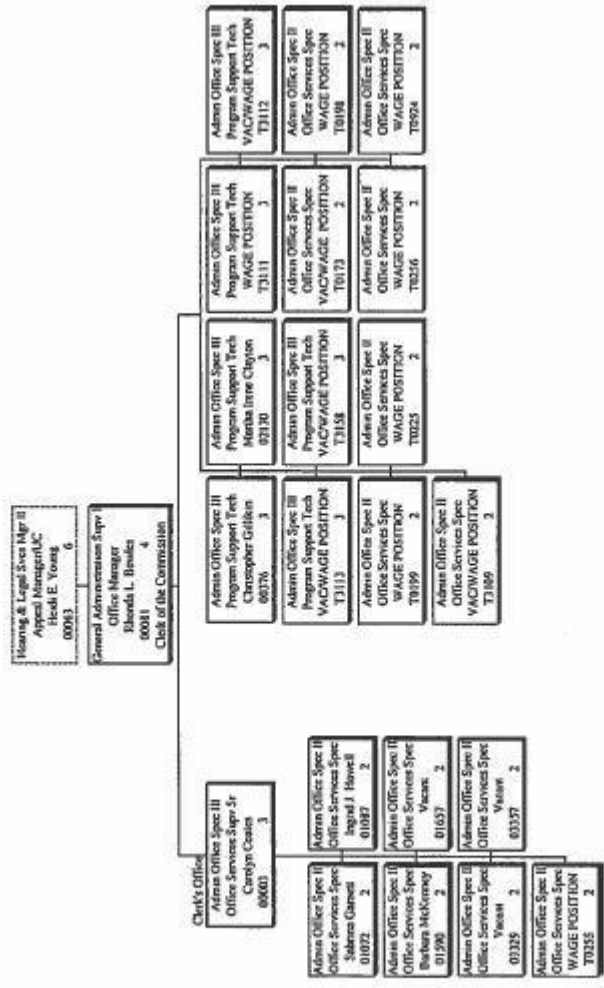 Hearing & Legal Svcs Mgr II
Appeal Manager/UC
Heidi E. Young
00063 6
General Administration Supv I
Office Manager
Rhonda L. Bowles
00081 4
Clerk of the Commission
Clerk's Office
Admin Office Spec III
Office Services Supv Sr
Carolyn
00003 3
Admin Office Spec II
Office Services Spec
Sabrina Garnett
01072 2
Admin Office Spec II
Office Services Spec
Ingrid J. Howell
01087 2
Admin Office Spec II
Office Services Spec
Barbara McKenney
01590 2
Admin Office Spec II
Office Services Spec
Vacant
01657 2
Admin Office Spec II
Office Services Spec
Vacant
03329 2
Admin Office Spec II
Office Services Spec
Vacant
03357 2
Admin Office Spec II
Office Services Spec
WAGE POSITION
T0255 2
Admin Office Spec III
Program Support Tech
Christopher
00376 3
Admin Office Spec III
Program Support Tech
Martha Irene Clayton
02130 3
Admin Office Spec III
Program Support Tech
WAGE POSITION
T3111 3
Admin Office Spec III
Program Support Tech
VAC/WAGE POSITION
T3112 3
Admin Office Spec III
Program Support Tech
VAC/WAGE POSITION
T3113 3
Admin Office Spec III
Program Support Tech
VAC/WAGE POSITION
T3158 3
Admin Office Spec II
Office Services Spec
VAC/WAGE POSITION
T0173 2
Admin Office Spec II
Office Services Spec
WAGE POSITION
T0198 2
Admin Office Spec II
Office Services Spec
WAGE POSITION
T0199 2
Admin Office Spec II
Office Services Spec
WAGE POSITION
T0225 2
Admin Office Spec II
Office Services Spec
WAGE POSITION
T0256 2
Admin Office Spec II
Office Services Spec
WAGE POSITION
T0924 2
Admin Office Spec II
Office Services Spec
VAC/WAGE POSITION
T3109 2